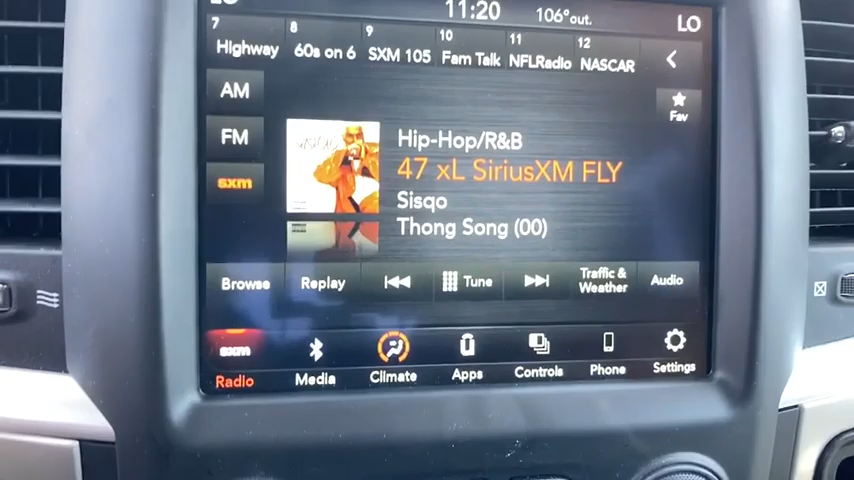 LO 11:20 106° out. LO
7 8 9 10 11 12
Highway 60s on 6 SXM 105 Fam Talk NFLRadio NASCAR
AM
FM
sxm
Fav
SISQO
Hip-Hop/R&B
47 xL SiriusXM FLY
Sisqo
Thong Song (00)
Browse Replay Tune Traffic & Weather Audio
sxm
Radio Media Climate Apps Controls Phone Settings